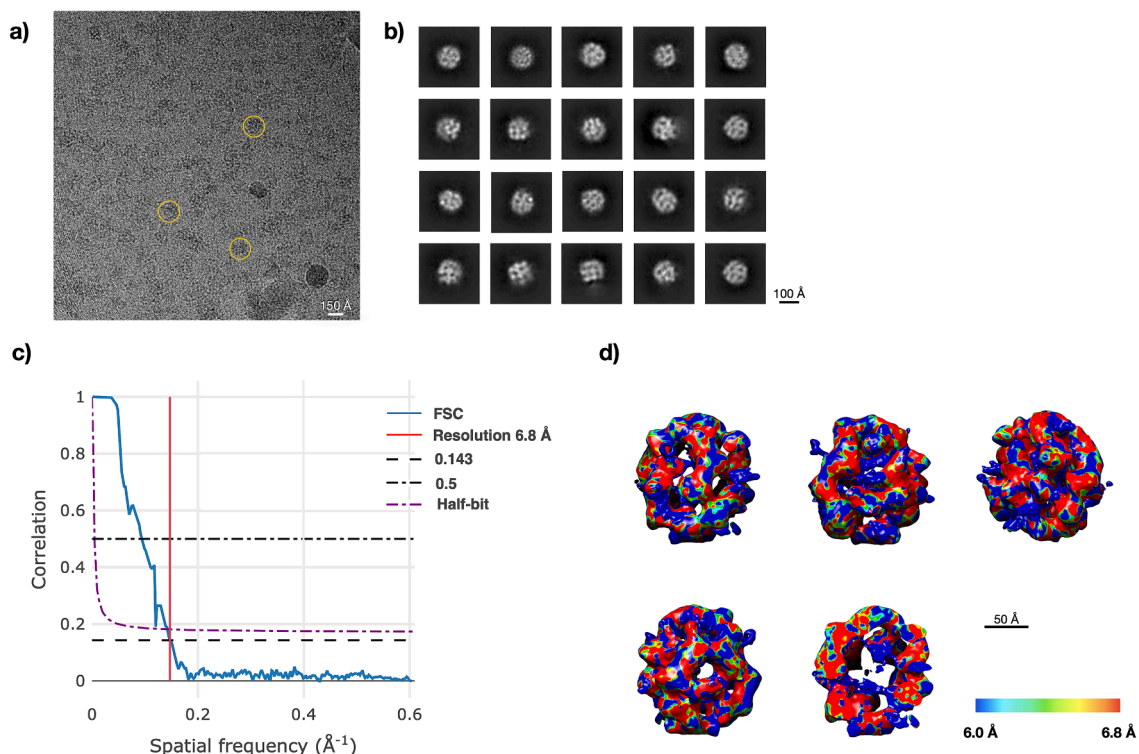 a)
150 Å
b)
100 Å
c)
Correlation
1
0.8
0.6
0.4
0.2
0
0
0.2
0.4
0.6
Spatial frequency (Å⁻¹)
FSC
Resolution 6.8 Å
0.143
0.5
Half-bit
d)
50 Å
6.0 Å
6.8 Å